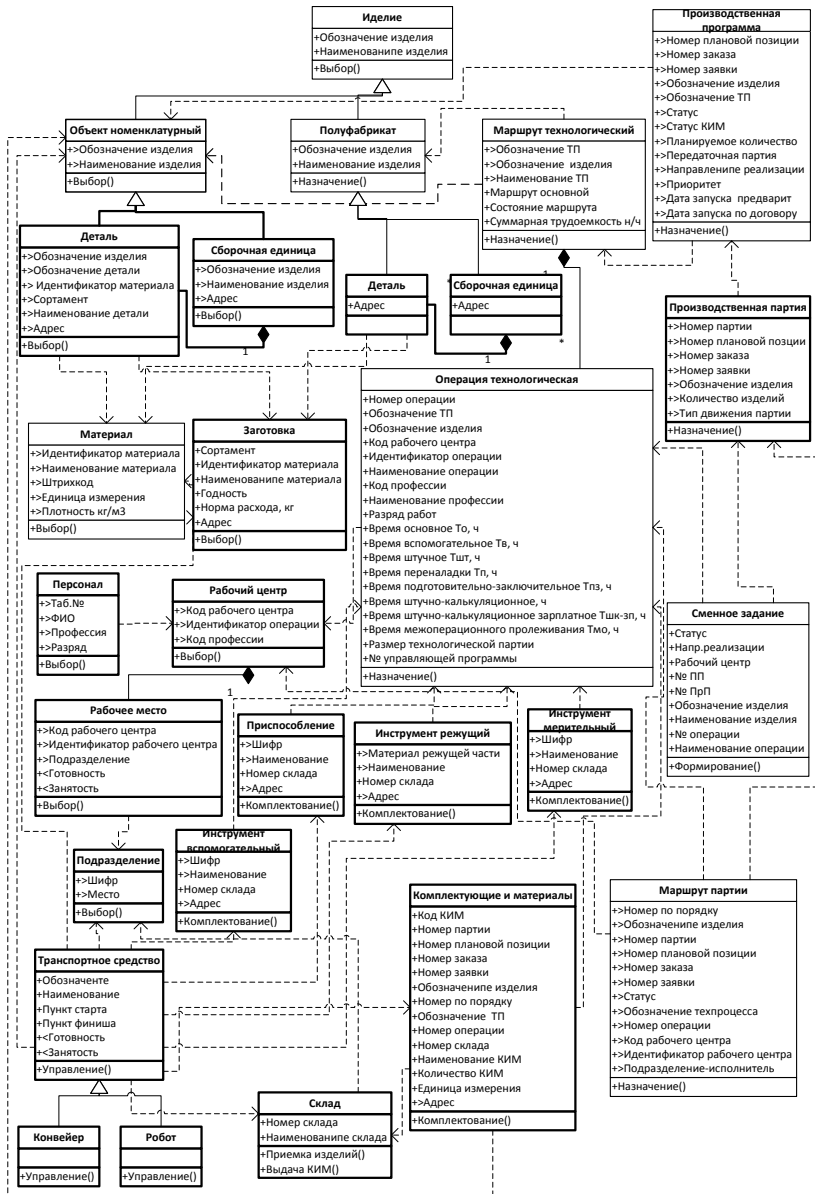 Иделие
+Обозначение изделия
+Наименованипе изделия
+Выбор()
Производственная
программа
+>Номер плановой позиции
+>Номер заказа
+>Номер заявки
+>Обозначение изделия
+>Обозначение ТП
+>Статус
+>Статус КИМ
+>Планируемое количество
+>Передаточная партия
+>Направленипе реализации
+>Приоритет
+>Дата запуска предварит
+>Дата запуска по договору
+Назначение()
Объект номенклатурный
+>Обозначение изделия
+>Наименование изделия
+Выбор()
Полуфабрикат
+Обозначение изделия
+Наименование изделия
+Назначение()
Маршрут технологический
+>Обозначение ТП
+>Обозначение изделия
+>Наименование ТП
+Маршрут основной
+Состояние маршрута
+Суммарная трудоемкость н/ч
+Назначение()
Деталь
+>Обозначение изделия
+>Обозначение детали
+> Идентификатор материала
+>Сортамент
+>Наименование детали
+>Адрес
+Выбор()
Сборочная единица
+>Обозначение изделия
+>Наименование изделия
+>Адрес
+Выбор()
1
Деталь
+Адрес
Сборочная единица
+Адрес
*
1
1
*
Производственная партия
+>Номер партии
+>Номер плановой позции
+>Номер заказа
+>Номер заявки
+>Обозначение изделия
+>Количество изделий
+>Тип движения партии
+Назначение()
Операция технологическая
+Номер операции
+Обозначение ТП
+Обозначение изделия
+Код рабочего центра
+Идентификатор операции
+Наименование операции
+Код профессии
+Наименование профессии
+Разряд работ
+Время основное То, ч
+Время вспомогательное Тв, ч
+Время штучное Тшт, ч
+Время переналадки Тп, ч
+Время подготовительно-заключительное Тпз, ч
+Время штучно-калькуляционное, ч
+Время штучно-калькуляционное зарплатное Тшк-зп, ч
+Время межоперационного пролеживания Тмо, ч
+Размер технологической партии
+№ управляющей программы
+Назначение()
Материал
+>Идентификатор материала
+>Наименование материала
+>Штрихкод
+>Единица измерения
+>Плотность кг/м3
+Выбор()
Заготовка
+Сортамент
+Идентификатор материала
+Наименованипе материала
+Годность
+Норма расхода, кг
+Адрес
+Выбор()
Персонал
+>Таб.№
+>ФИО
+>Профессия
+>Разряд
+Выбор()
Рабочий центр
+>Код рабочего центра
+>Идентификатор операции
+>Код профессии
+Выбор()
1
Сменное задание
+Статус
+Напр.реализации
+Рабочий центр
+№ ПП
+№ ПрП
+Обозначение изделия
+Наименование изделия
+№ операции
+Наименование операции
+Формирование()
Рабочее место
+>Код рабочего центра
+>Идентификатор рабочего центра
+>Подразделение
+<Готовность
+<Занятость
+Выбор()
Приспособление
+>Шифр
+>Наименование
+Номер склада
+>Адрес
+Комплектование()
Инструмент режущий
+>Материал режущей части
+>Наименование
+Номер склада
+>Адрес
+Комплектование()
Инструмент
мерительный
+>Шифр
+>Наименование
+Номер склада
+>Адрес
+Комплектование()
Инструмент
вспомогательный
+>Шифр
+>Наименование
+Номер склада
+>Адрес
+Комплектование()
Подразделение
+>Шифр
+>Место
+Выбор()
Комплектующие и материалы
+Код КИМ
+Номер партии
+Номер плановой позиции
+Номер заказа
+Номер заявки
+Обозначенипе изделия
+Номер по порядку
+Обозначение ТП
+Номер операции
+Номер склада
+Наименование КИМ
+Количество КИМ
+Единица измерения
+>Адрес
+Комплектование()
Маршрут партии
+>Номер по порядку
+>Обозначенипе изделия
+>Номер партии
+>Номер плановой позиции
+>Номер заказа
+>Номер заявки
+>Статус
+>Обозначение техпроцесса
+>Номер операции
+>Код рабочего центра
+>Идентификатор рабочего центра
+>Подразделение-исполнитель
+Назначение()
Транспортное средство
+Обозначенте
+Наименование
+Пункт старта
+Пункт финиша
+<Готовность
+<Занятость
+Управление()
Склад
+Номер склада
+Наименованипе склада
+Приемка изделий()
+Выдача КИМ()
Конвейер
+Управление()
Робот
+Управление()